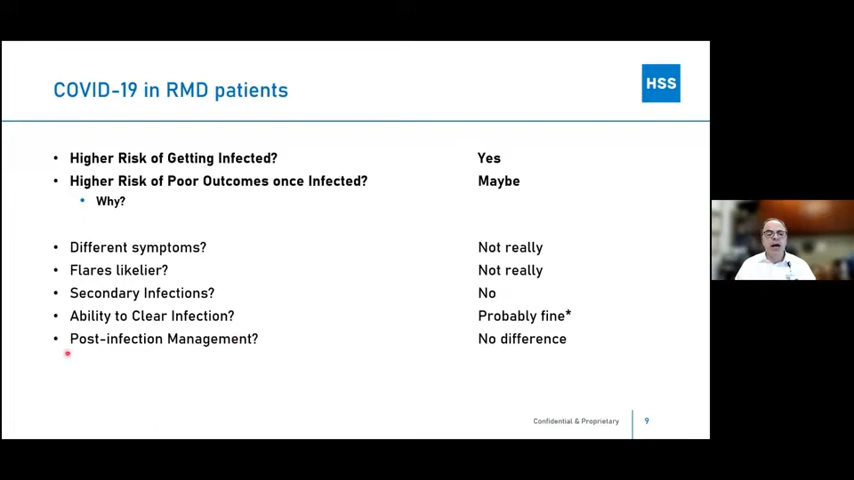 COVID-19 in RMD patients
HSS
• Higher Risk of Getting Infected? Yes
• Higher Risk of Poor Outcomes once Infected? Maybe
• Why?
• Different symptoms? Not really
• Flares likelier? Not really
• Secondary Infections? No
• Ability to Clear Infection? Probably fine*
• Post-infection Management? No difference
Confidential & Proprietary 9